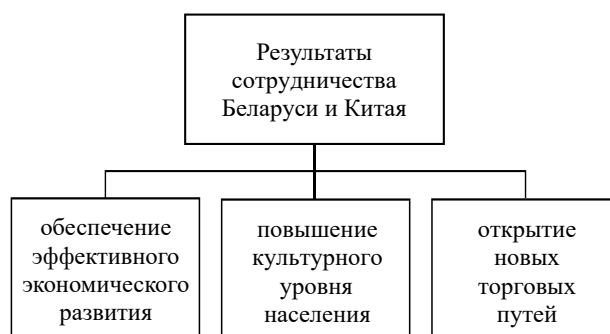 Результаты
сотрудничества
Беларуси и Китая
обеспечение
эффективного
экономического
развития
повышение
культурного
уровня
населения
открытие
новых
торговых
путей